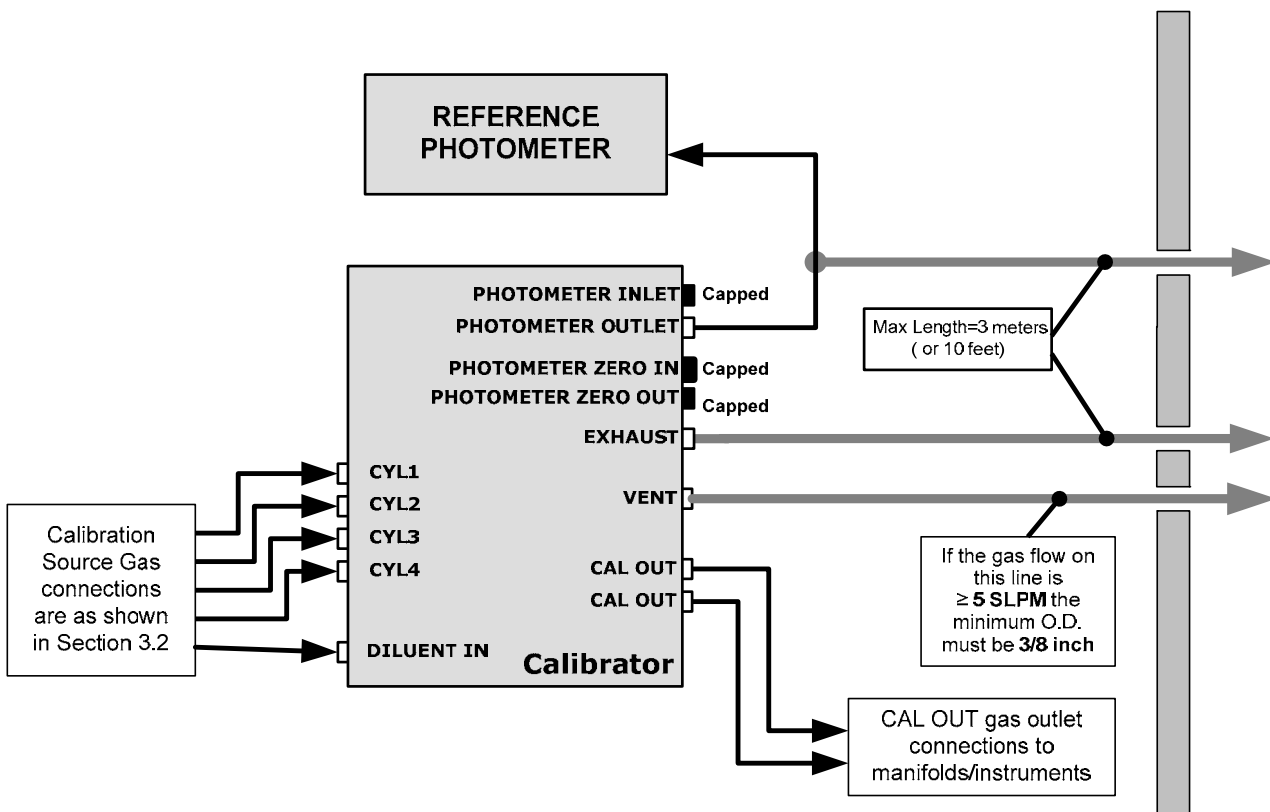 REFERENCE
PHOTOMETER
PHOTOMETER INLET
Capped
PHOTOMETER OUTLET
PHOTOMETER ZERO IN
Capped
PHOTOMETER ZERO OUT
Capped
EXHAUST
VENT
CAL OUT
CAL OUT
CYL1
CYL2
CYL3
CYL4
DILUENT IN
Calibrator
Calibration
Source Gas
connections
are as shown
in Section 3.2
Max Length=3 meters
( or 10 feet)
If the gas flow on
this line is
≥ 5 SLPM the
minimum O.D.
must be 3/8 inch
CAL OUT gas outlet
connections to
manifolds/instruments